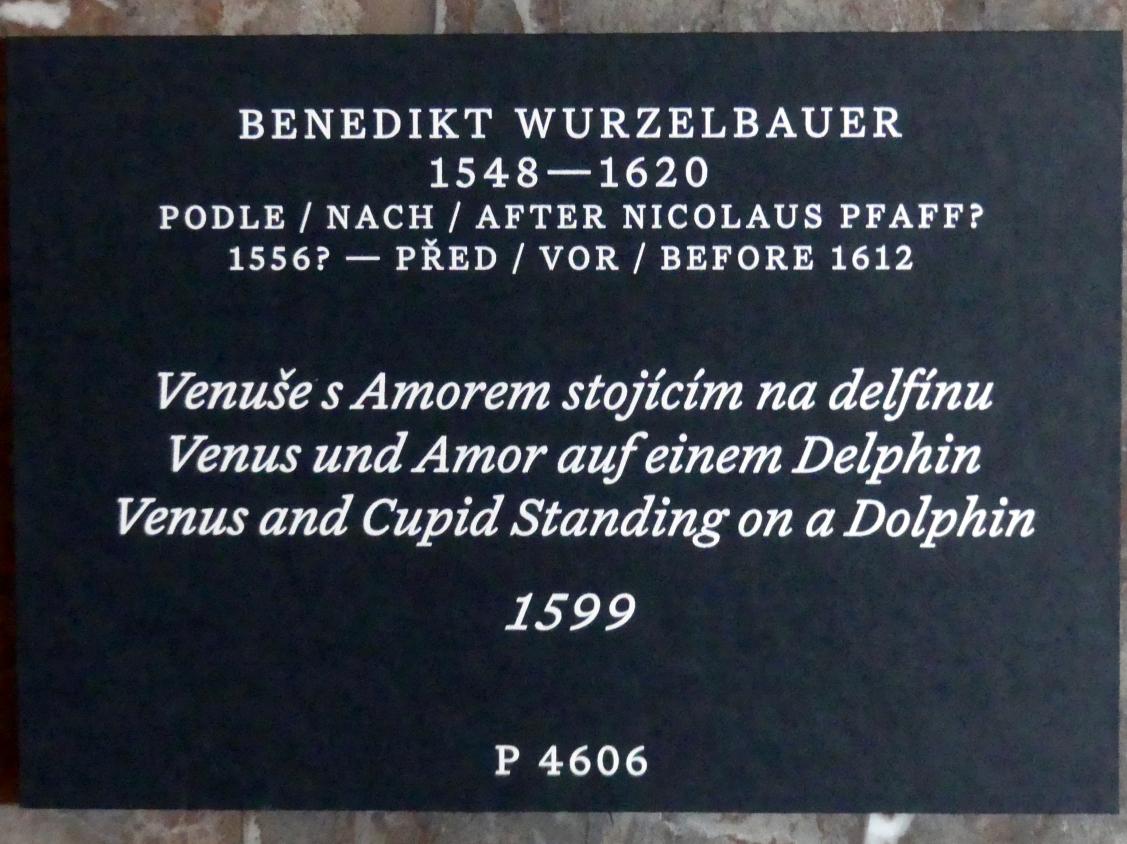 BENEDIKT WURZELBAUER
1548—1620
PODLE / NACH / AFTER NICOLAUS PFAFF?
1556? — PŘED / VOR / BEFORE 1612
Venuše s Amorem stojícím na delfínu
Venus und Amor auf einem Delphin
Venus and Cupid Standing on a Dolphin
1599
P 4606